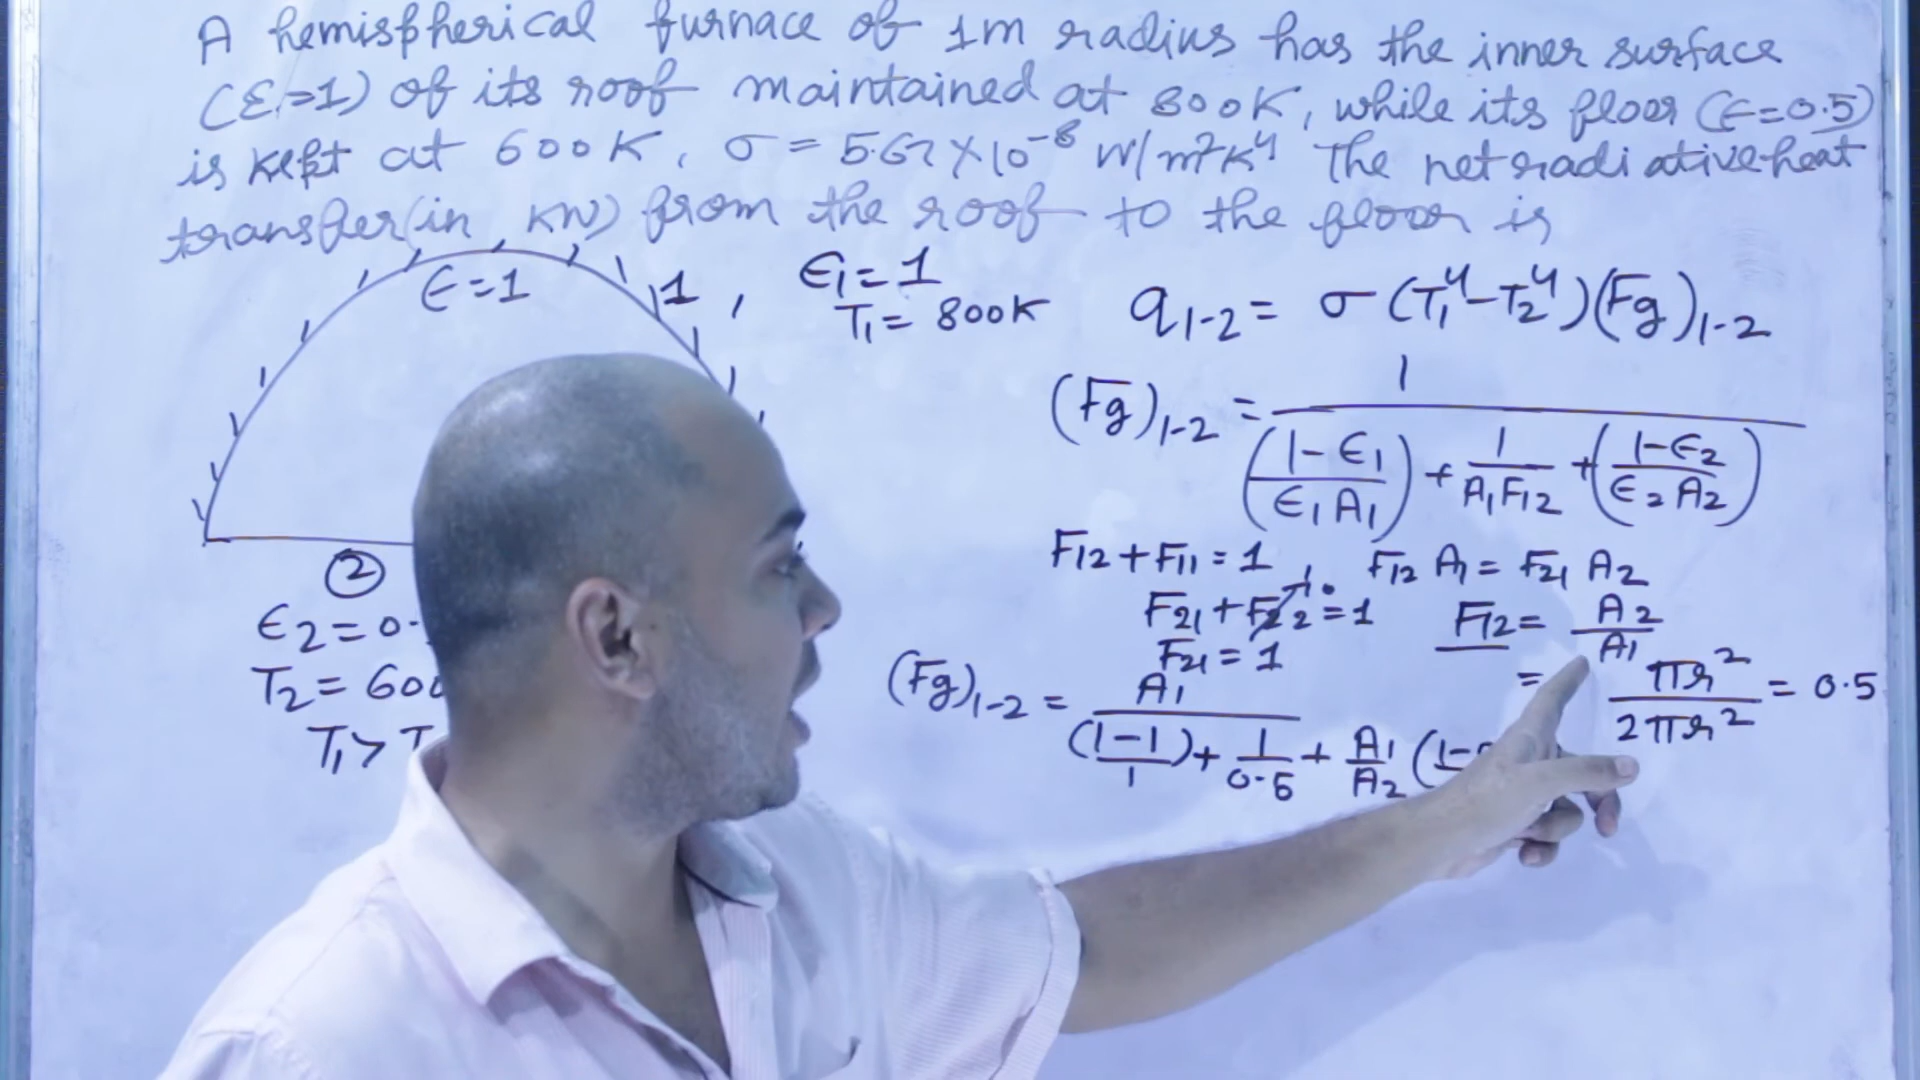 A hemispherical furnace of 1m radius has the inner surface
(ε=1) of its roof maintained at 800K, while its floor (ε=0.5)
is kept at 600K, σ = 5.67×10⁻⁸ W/m²K⁴ The net radiative heat
transfer (in KW) from the roof to the floor is
ε=1
1, ε₁=1
T₁= 800K
q₁₋₂ = σ (T₁⁴-T₂⁴)(Fg)₁₋₂
(Fg)₁₋₂ = 1 / ((1-ε₁)/(ε₁A₁)) + 1/(A₁F₁₂) + ((1-ε₂)/(ε₂A₂))
②
ε₂=0.
T₂= 600
T₁>T
F₁₂+F₁₁=1
F₂₁+F₂₂=1
F₂₁=1
F₁₂ A₁= F₂₁ A₂
F₁₂= A₂/A₁
= πr²/2πr² = 0.5
(Fg)₁₋₂ = A₁ / ((1-1)/1)+ 1/0.5 + A₁/A₂ (1-